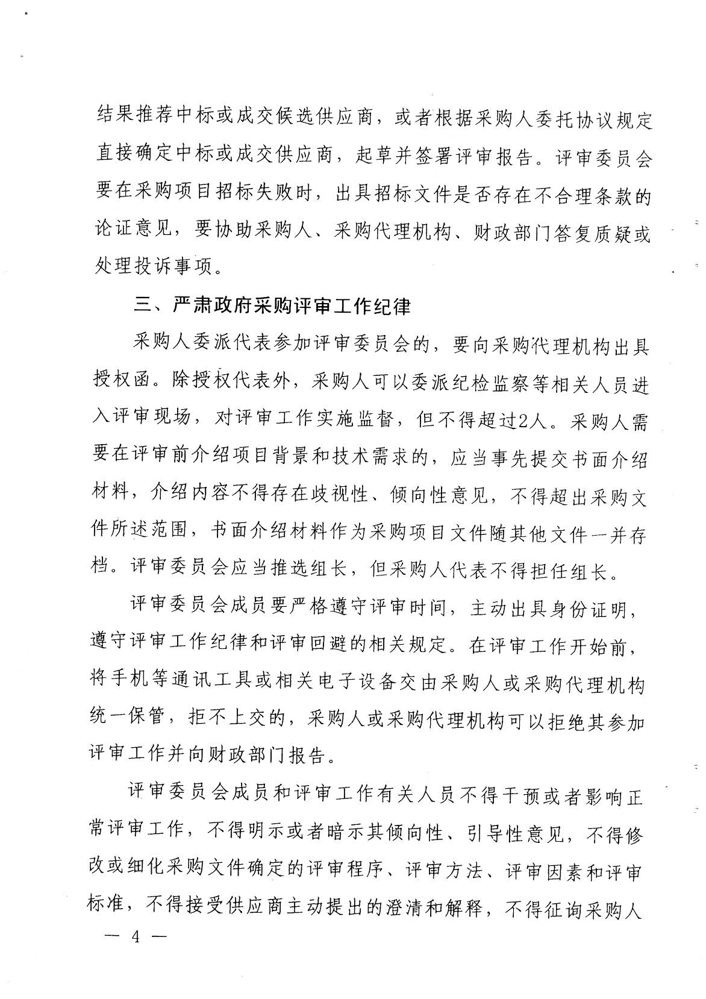 结果推荐中标或成交候选供应商，或者根据采购人委托协议规定
直接确定中标或成交供应商，起草并签署评审报告。评审委员会
要在采购项目招标失败时，出具招标文件是否存在不合理条款的
论证意见，要协助采购人、采购代理机构、财政部门答复质疑或
处理投诉事项。
三、严肃政府采购评审工作纪律
采购人委派代表参加评审委员会的，要向采购代理机构出具
授权函。除授权代表外，采购人可以委派纪检监察等相关人员进
入评审现场，对评审工作实施监督，但不得超过2人。采购人需
要在评审前介绍项目背景和技术需求的，应当事先提交书面介绍
材料，介绍内容不得存在歧视性、倾向性意见，不得超出采购文
件所述范围，书面介绍材料作为采购项目文件随其他文件一并存
档。评审委员会应当推选组长，但采购人代表不得担任组长。
评审委员会成员要严格遵守评审时间，主动出具身份证明，
遵守评审工作纪律和评审回避的相关规定。在评审工作开始前，
将手机等通讯工具或相关电子设备交由采购人或采购代理机构
统一保管，拒不上交的，采购人或采购代理机构可以拒绝其参加
评审工作并向财政部门报告。
评审委员会成员和评审工作有关人员不得干预或者影响正
常评审工作，不得明示或者暗示其倾向性、引导性意见，不得修
改或细化采购文件确定的评审程序、评审方法、评审因素和评审
标准，不得接受供应商主动提出的澄清和解释，不得征询采购人
— 4 —